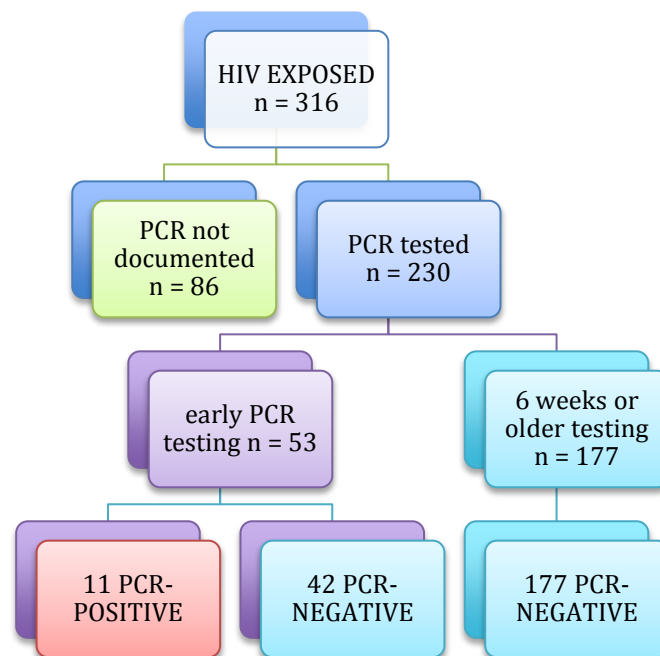 HIV EXPOSED
n = 316
PCR not
documented
n = 86
PCR tested
n = 230
early PCR
testing n = 53
6 weeks or
older testing
n = 177
11 PCR-
POSITIVE
42 PCR-
NEGATIVE
177 PCR-
NEGATIVE